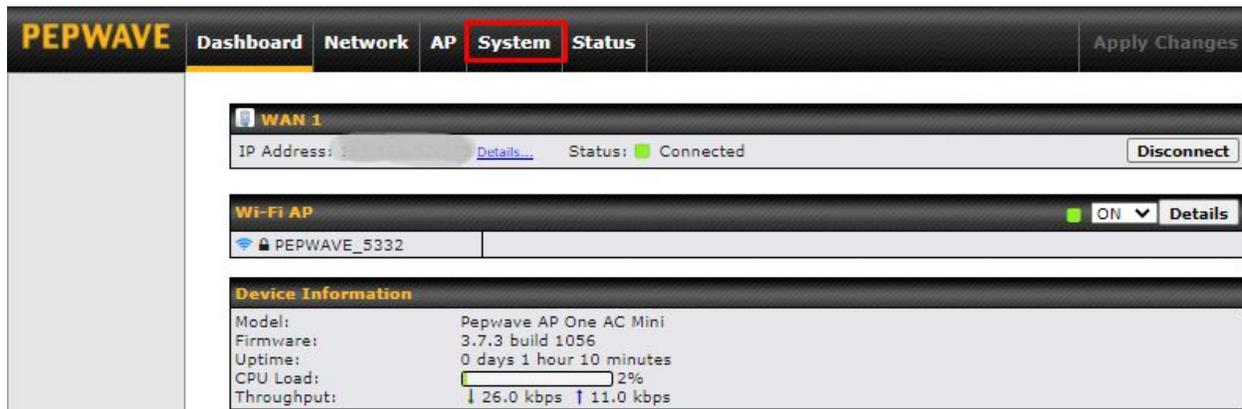 PEPWAVE Dashboard Network AP System Status Apply Changes
WAN 1
IP Address: Details... Status: Connected Disconnect
Wi-Fi AP ON Details
PEPWAVE_5332
Device Information
Model: Pepwave AP One AC Mini
Firmware: 3.7.3 build 1056
Uptime: 0 days 1 hour 10 minutes
CPU Load: 2%
Throughput: 26.0 kbps 11.0 kbps